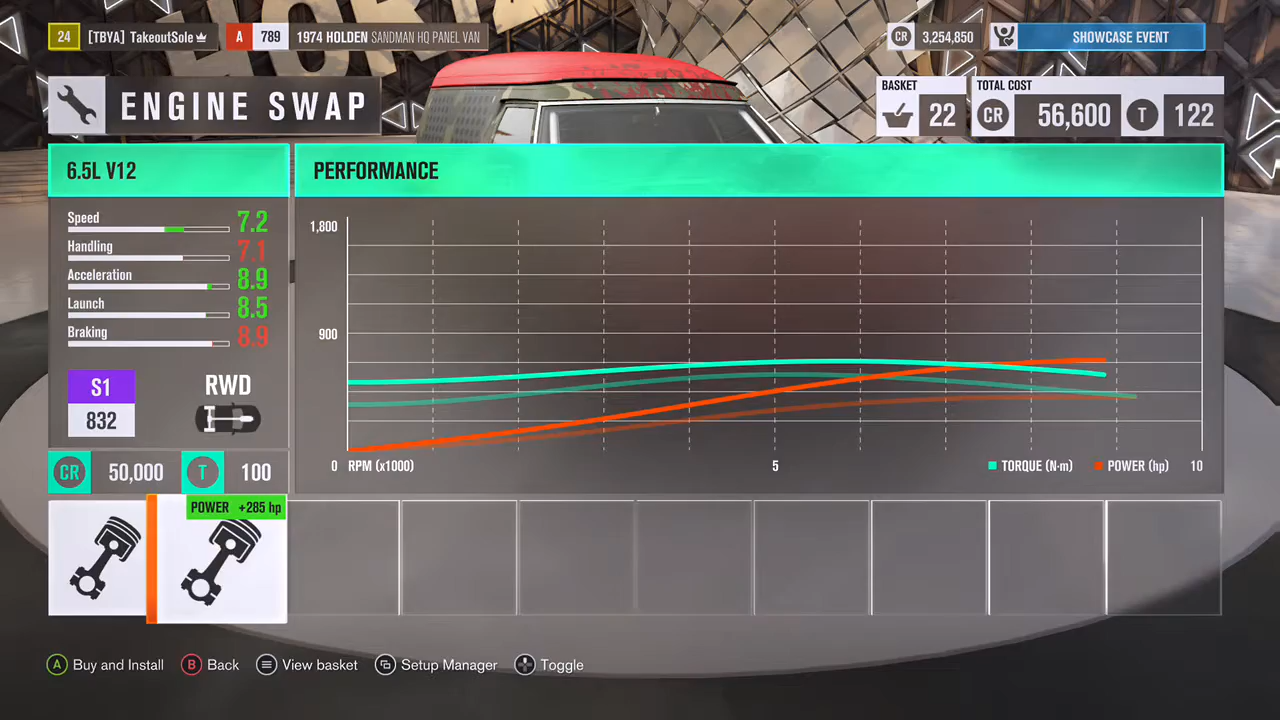 24 [TBYA] TakeoutSole A 789 1974 HOLDEN SANDMAN HQ PANEL VAN CR 3,254,850 SHOWCASE EVENT
ENGINE SWAP
BASKET
22
TOTAL COST
CR 56,600 T 122
6.5L V12
Speed 7.2
Handling 7.1
Acceleration 8.9
Launch 8.5
Braking 8.9
S1
832
RWD
CR 50,000 T 100
PERFORMANCE
1,800
900
0 RPM (x1000) 5 TORQUE (N·m) POWER (hp) 10
POWER +285 hp
A Buy and Install B Back View basket Setup Manager Toggle